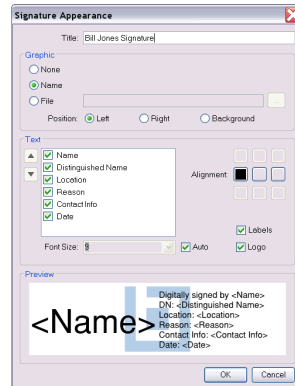 Signature Appearance
Title: Bill Jones Signature
Graphic
None
Name
File ...
Position: Left Right Background
Text
Name
Distinguished Name
Location
Reason
Contact Info
Date
Alignment
Labels
Font Size: 9 Auto Logo
Preview
<Name>
Digitally signed by <Name>
DN: <Distinguished Name>
Location: <Location>
Reason: <Reason>
Contact Info: <Contact Info>
Date: <Date>
OK Cancel